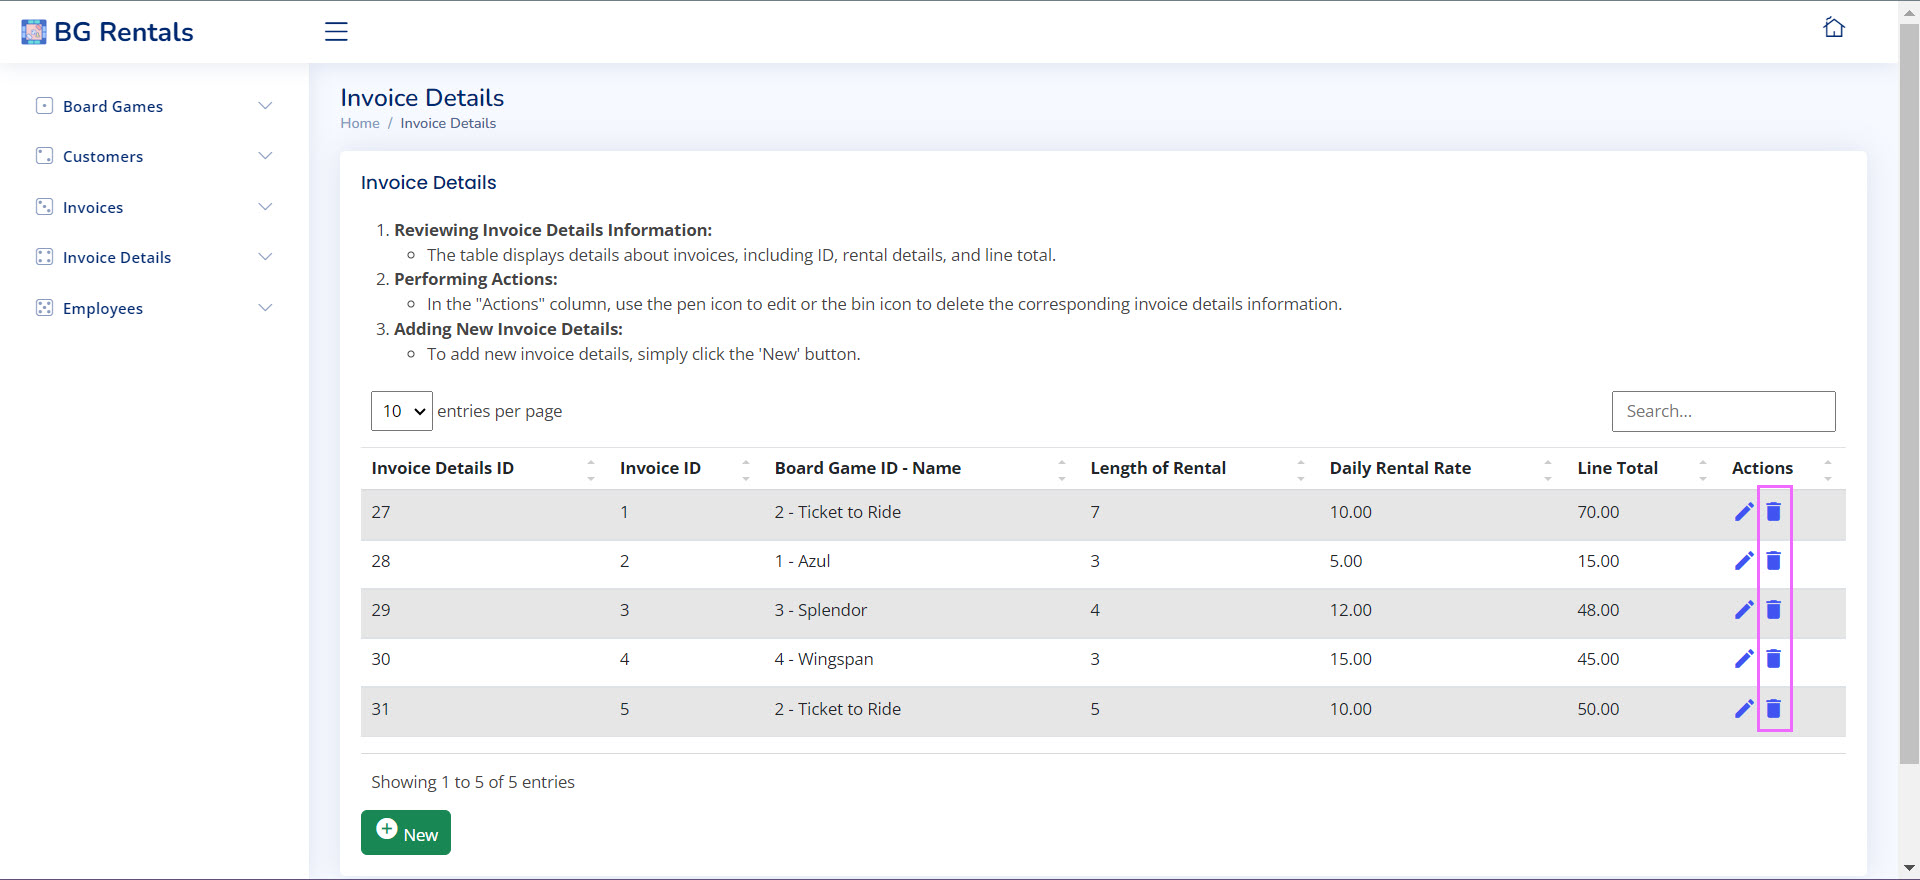 BG Rentals
Board Games
Customers
Invoices
Invoice Details
Employees
Invoice Details
Home / Invoice Details
Invoice Details
1. Reviewing Invoice Details Information:
The table displays details about invoices, including ID, rental details, and line total.
2. Performing Actions:
In the "Actions" column, use the pen icon to edit or the bin icon to delete the corresponding invoice details information.
3. Adding New Invoice Details:
To add new invoice details, simply click the 'New' button.
10 entries per page
Search...
Invoice Details ID Invoice ID Board Game ID - Name Length of Rental Daily Rental Rate Line Total Actions
27 1 2 - Ticket to Ride 7 10.00 70.00
28 2 1 - Azul 3 5.00 15.00
29 3 3 - Splendor 4 12.00 48.00
30 4 4 - Wingspan 3 15.00 45.00
31 5 2 - Ticket to Ride 5 10.00 50.00
Showing 1 to 5 of 5 entries
New